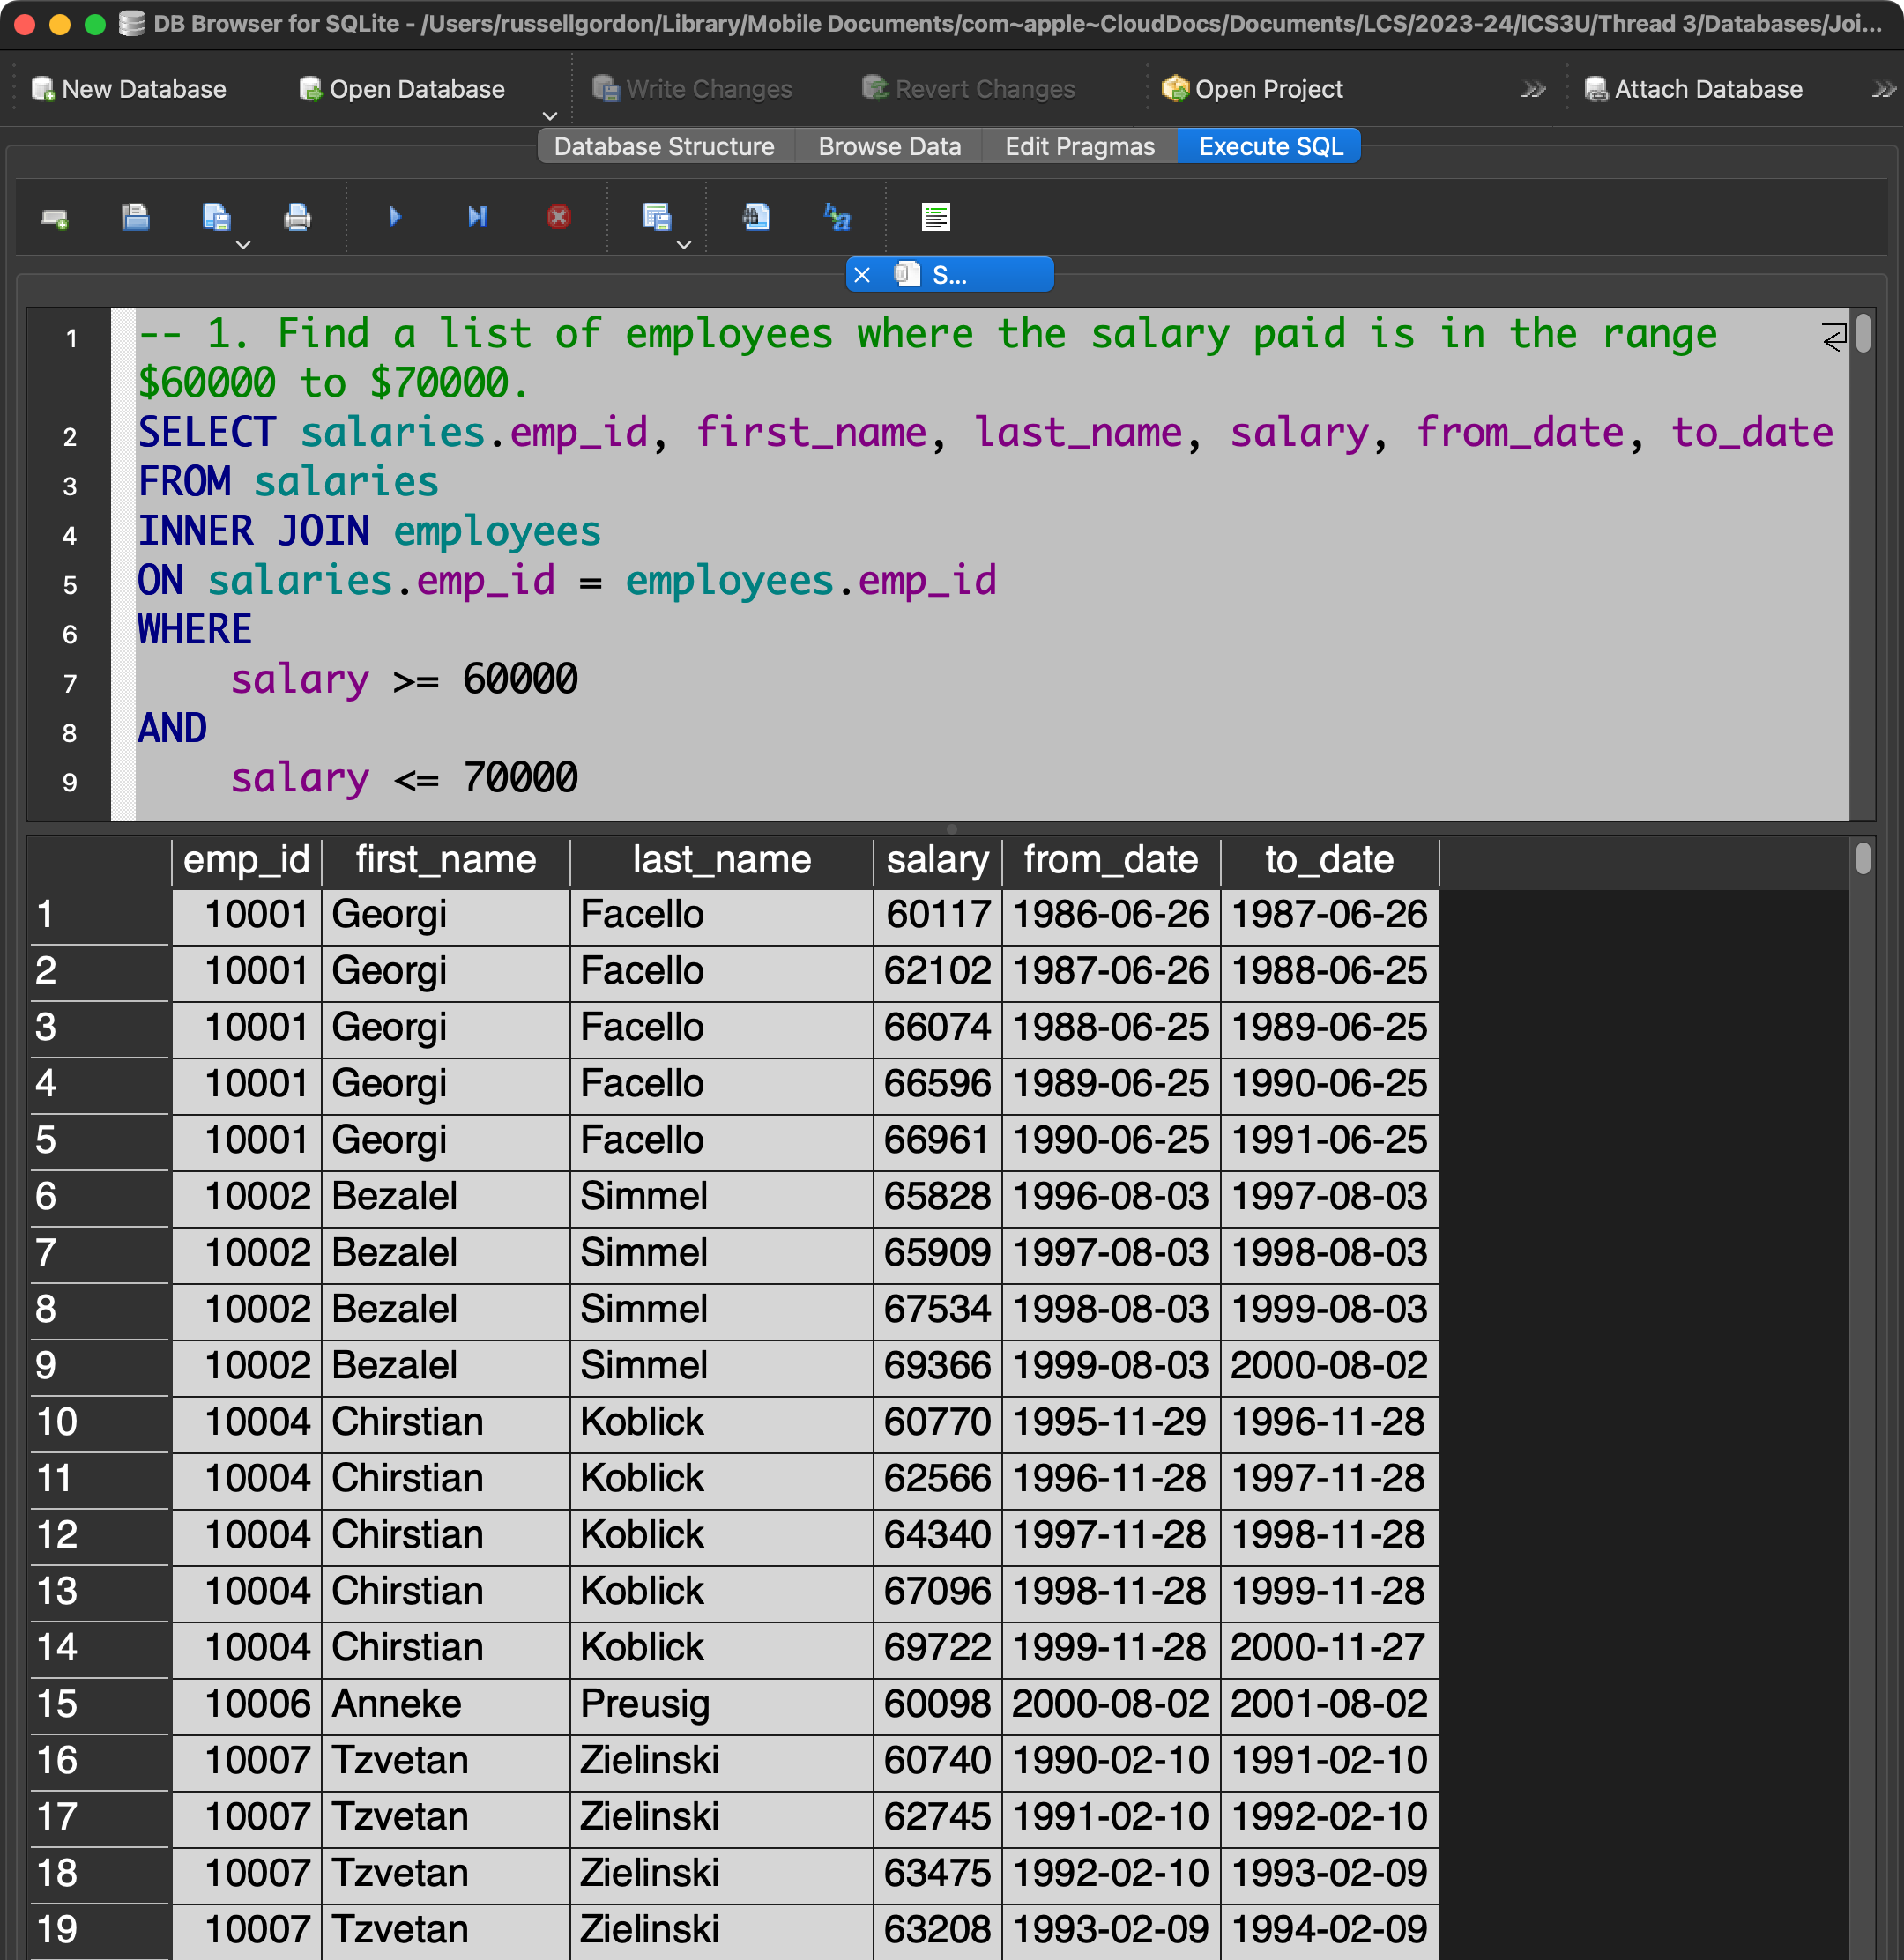 DB Browser for SQLite - /Users/russellgordon/Library/Mobile Documents/com~apple~CloudDocs/Documents/LCS/2023-24/ICS3U/Thread 3/Databases/Joi...
New Database Open Database Write Changes Revert Changes Open Project Attach Database
Database Structure Browse Data Edit Pragmas Execute SQL
S...
1 -- 1. Find a list of employees where the salary paid is in the range
$60000 to $70000.
2 SELECT salaries.emp_id, first_name, last_name, salary, from_date, to_date
3 FROM salaries
4 INNER JOIN employees
5 ON salaries.emp_id = employees.emp_id
6 WHERE
7 salary >= 60000
8 AND
9 salary <= 70000
emp_id first_name last_name salary from_date to_date
1 10001 Georgi Facello 60117 1986-06-26 1987-06-26
2 10001 Georgi Facello 62102 1987-06-26 1988-06-25
3 10001 Georgi Facello 66074 1988-06-25 1989-06-25
4 10001 Georgi Facello 66596 1989-06-25 1990-06-25
5 10001 Georgi Facello 66961 1990-06-25 1991-06-25
6 10002 Bezalel Simmel 65828 1996-08-03 1997-08-03
7 10002 Bezalel Simmel 65909 1997-08-03 1998-08-03
8 10002 Bezalel Simmel 67534 1998-08-03 1999-08-03
9 10002 Bezalel Simmel 69366 1999-08-03 2000-08-02
10 10004 Chirstian Koblick 60770 1995-11-29 1996-11-28
11 10004 Chirstian Koblick 62566 1996-11-28 1997-11-28
12 10004 Chirstian Koblick 64340 1997-11-28 1998-11-28
13 10004 Chirstian Koblick 67096 1998-11-28 1999-11-28
14 10004 Chirstian Koblick 69722 1999-11-28 2000-11-27
15 10006 Anneke Preusig 60098 2000-08-02 2001-08-02
16 10007 Tzvetan Zielinski 60740 1990-02-10 1991-02-10
17 10007 Tzvetan Zielinski 62745 1991-02-10 1992-02-10
18 10007 Tzvetan Zielinski 63475 1992-02-10 1993-02-09
19 10007 Tzvetan Zielinski 63208 1993-02-09 1994-02-09